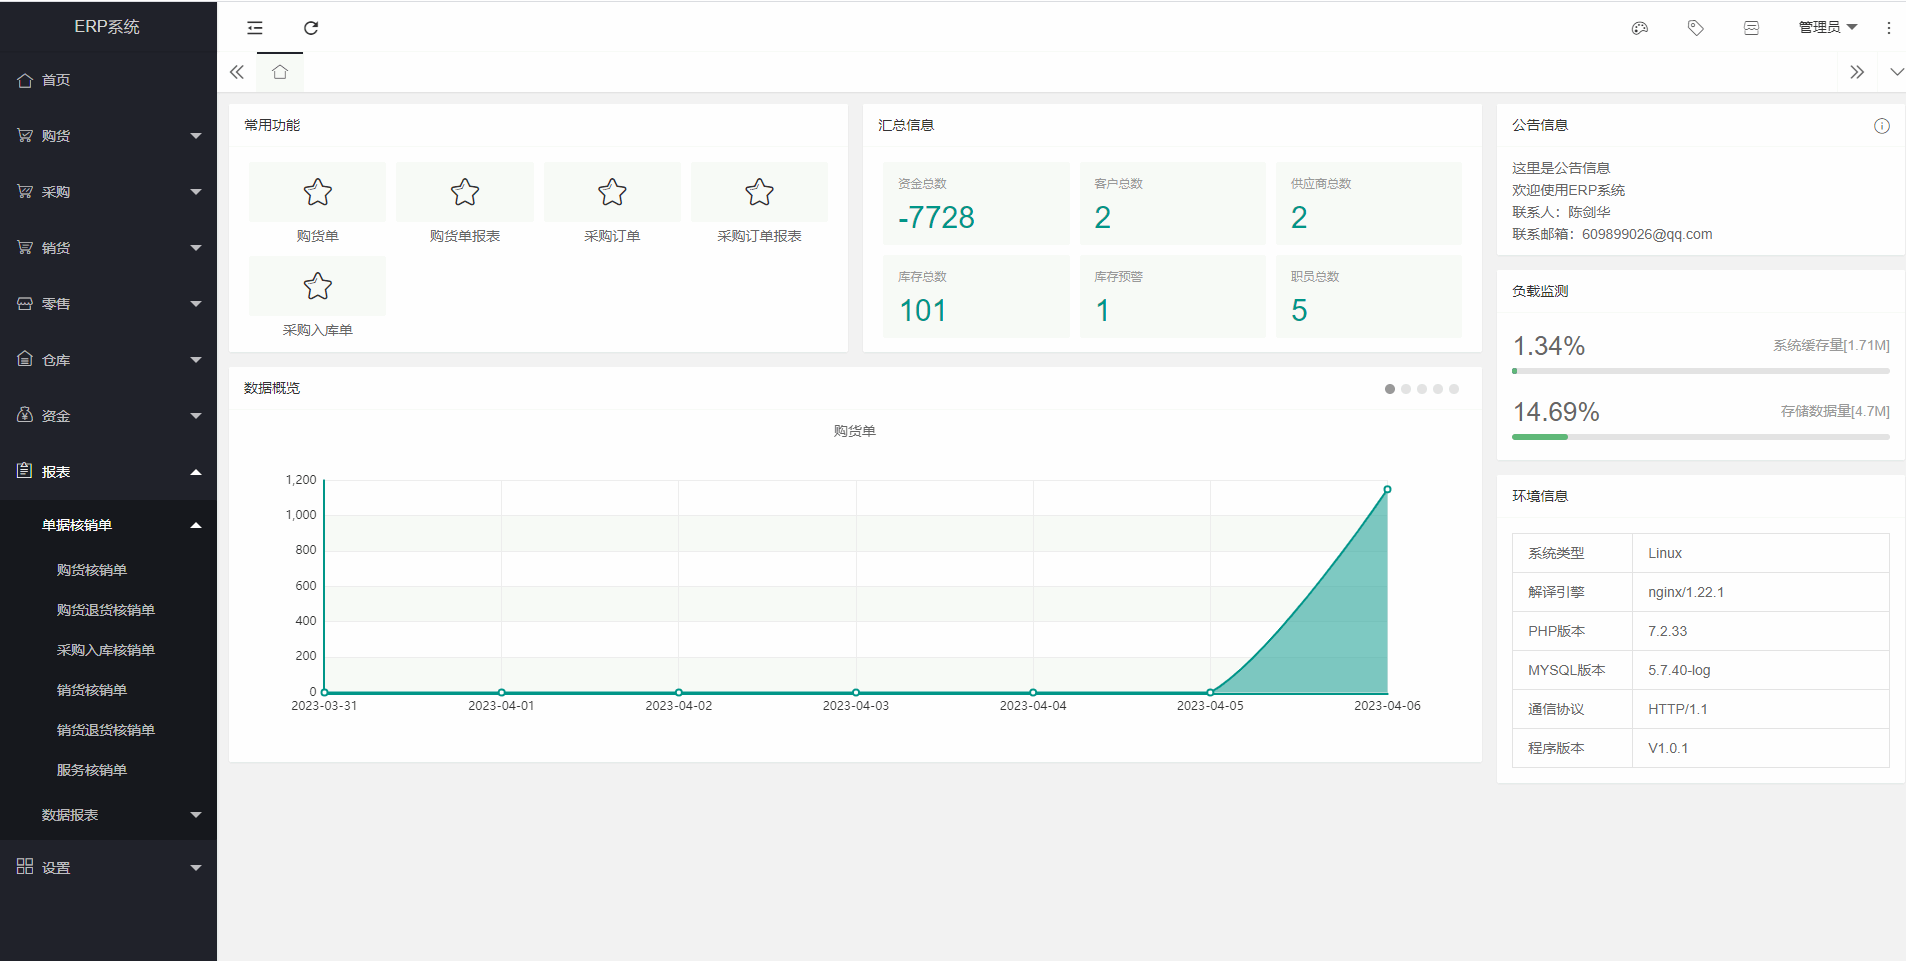 ERP系统
首页
购货
采购
销货
零售
仓库
资金
报表
单据核销单
购货核销单
购货退货核销单
采购入库核销单
销货核销单
销货退货核销单
服务核销单
数据报表
设置
管理员
常用功能
购货单
购货单报表
采购订单
采购订单报表
采购入库单
汇总信息
资金总数
-7728
客户总数
2
供应商总数
2
库存总数
101
库存预警
1
职员总数
5
数据概览
购货单
1,200
1,000
800
600
400
200
0
2023-03-31 2023-04-01 2023-04-02 2023-04-03 2023-04-04 2023-04-05 2023-04-06
公告信息
这里是公告信息
欢迎使用ERP系统
联系人：陈剑华
联系邮箱：609899026@qq.com
负载监测
1.34% 系统缓存量[1.71M]
14.69% 存储数据量[4.7M]
环境信息
系统类型 Linux
解译引擎 nginx/1.22.1
PHP版本 7.2.33
MYSQL版本 5.7.40-log
通信协议 HTTP/1.1
程序版本 V1.0.1